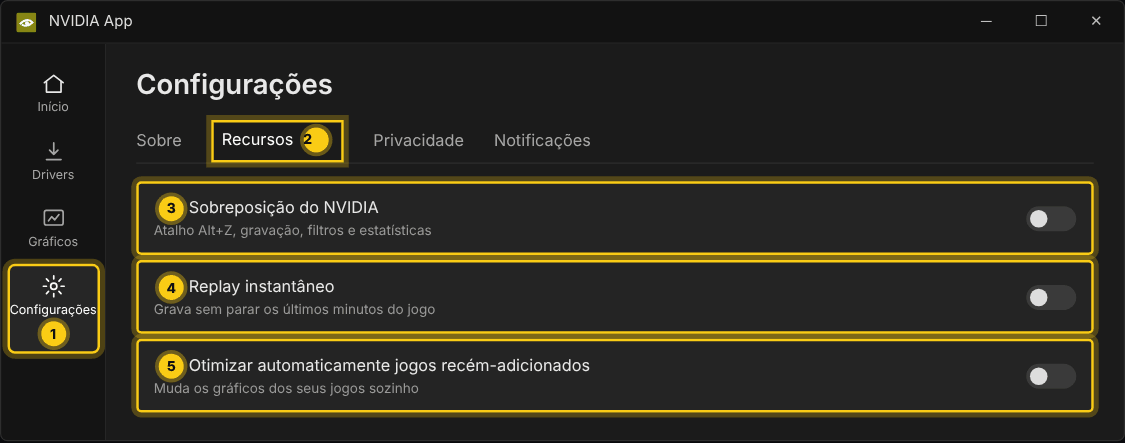 NVIDIA App
Configurações
Início
Sobre
Recursos 2
Privacidade
Notificações
Drivers
3 Sobreposição do NVIDIA
Atalho Alt+Z, gravação, filtros e estatísticas
Gráficos
4 Replay instantâneo
Grava sem parar os últimos minutos do jogo
Configurações
1
5 Otimizar automaticamente jogos recém-adicionados
Muda os gráficos dos seus jogos sozinho